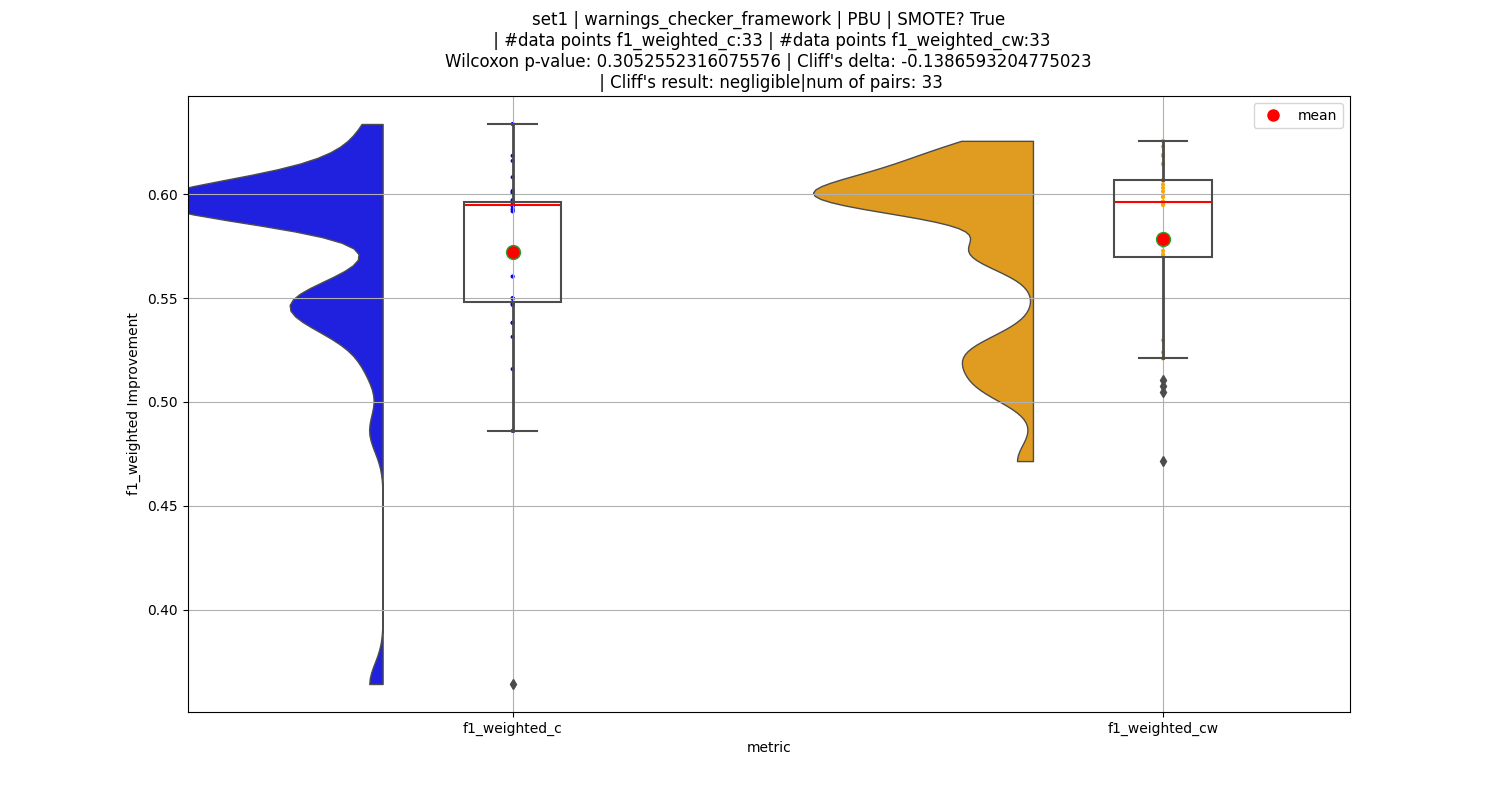 set1 | warnings_checker_framework | PBU | SMOTE? True
| #data points f1_weighted_c:33 | #data points f1_weighted_cw:33
Wilcoxon p-value: 0.3052552316075576 | Cliff's delta: -0.1386593204775023
| Cliff's result: negligible|num of pairs: 33
mean
0.60
0.55
0.50
0.45
0.40
f1_weighted Improvement
f1_weighted_c
f1_weighted_cw
metric